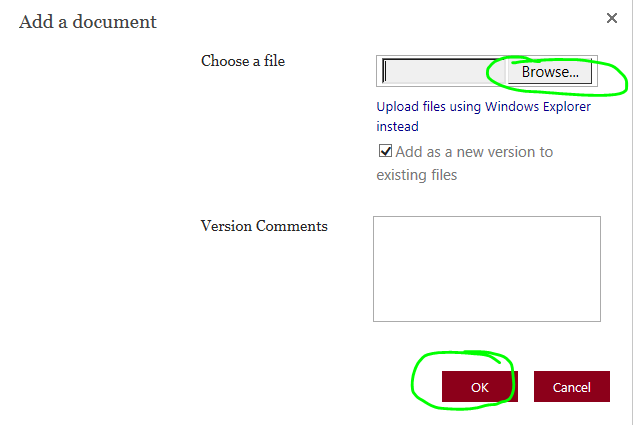 Add a document
Choose a file
Browse...
Upload files using Windows Explorer
instead
Add as a new version to
existing files
Version Comments
OK
Cancel